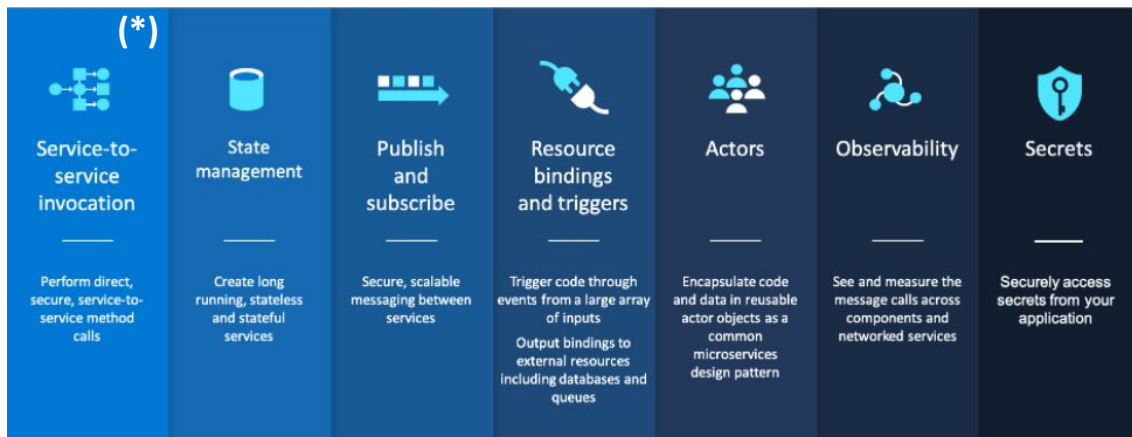 (*)
Service-to-
service
invocation
Perform direct,
secure, service-to-
service method
calls
State
management
Create long
running, stateless
and stateful
services
Publish
and
subscribe
Secure, scalable
messaging between
services
Resource
bindings
and triggers
Trigger code through
events from a large array
of inputs
Output bindings to
external resources
including databases and
queues
Actors
Encapsulate code
and data in reusable
actor objects as a
common
microservices
design pattern
Observability
See and measure the
message calls across
components and
networked services
Secrets
Securely access
secrets from your
application